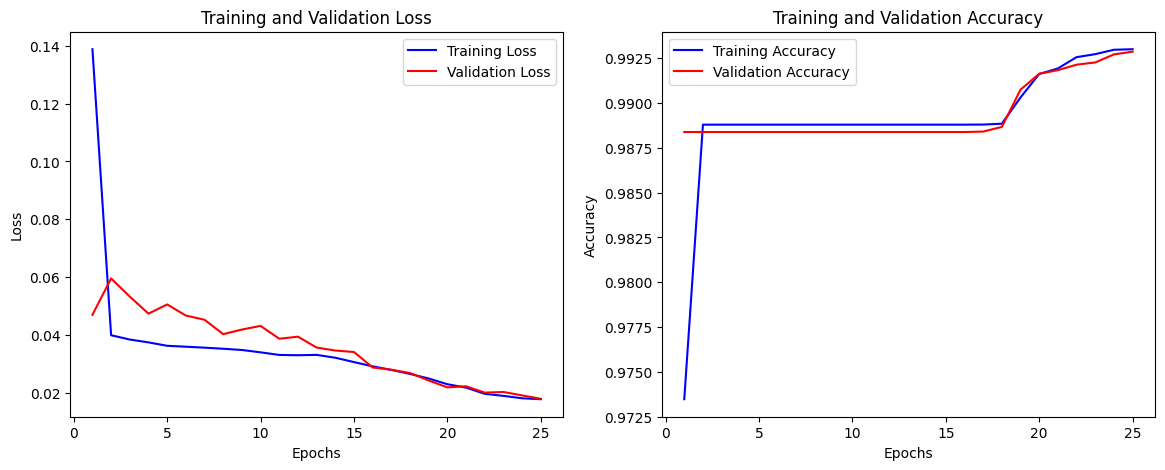 Training and Validation Loss
Training Loss
Validation Loss
0.14
0.12
0.10
0.08
0.06
0.04
0.02
Loss
0
5
10
15
20
25
Epochs
Training and Validation Accuracy
Training Accuracy
Validation Accuracy
0.9925
0.9900
0.9875
0.9850
0.9825
0.9800
0.9775
0.9750
0.9725
Accuracy
0
5
10
15
20
25
Epochs